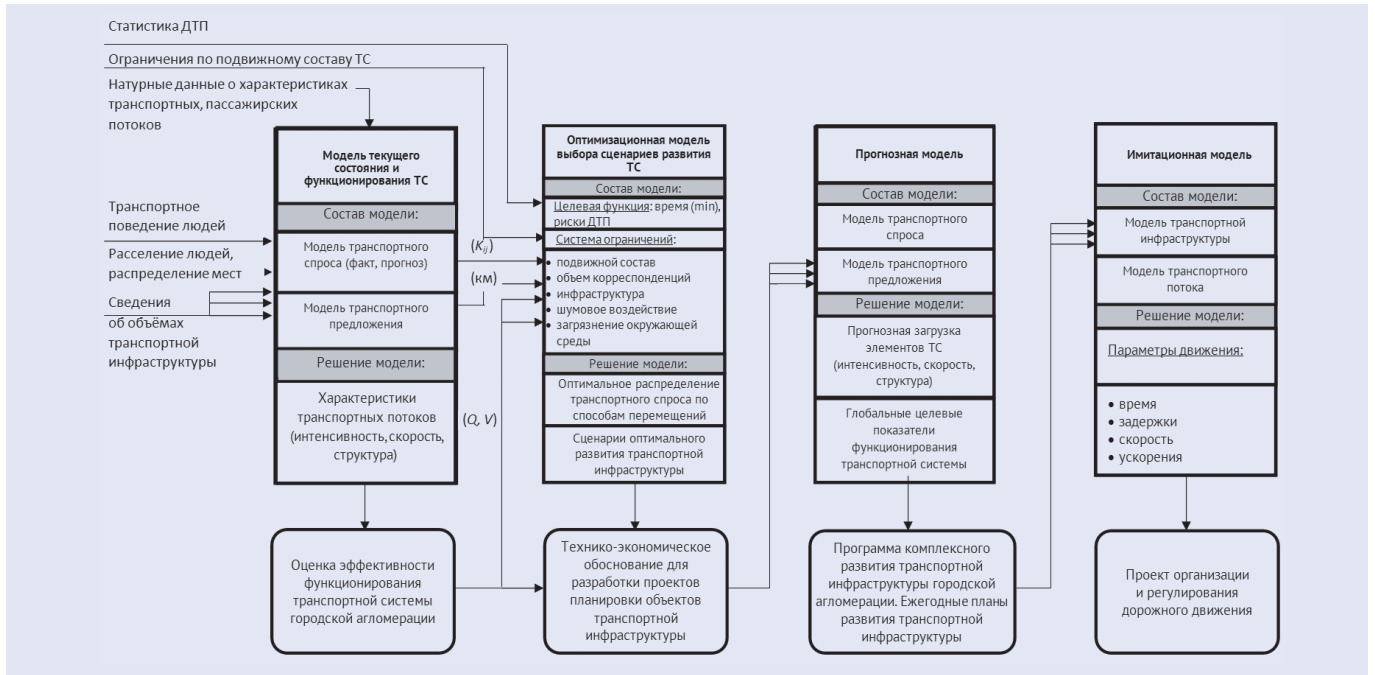 Статистика ДТП
Ограничения по подвижному составу ТС
Натурные данные о характеристиках
транспортных, пассажирских
потоков
Транспортное
поведение людей
Расселение людей,
распределение мест
Сведения
об объёмах
транспортной
инфраструктуры
Модель текущего
состояния и
функционирования ТС
Состав модели:
Модель транспортного
спроса (факт, прогноз)
Модель транспортного
предложения
Решение модели:
Характеристики
транспортных потоков
(интенсивность, скорость,
структура)
Оценка эффективности
функционирования
транспортной системы
городской агломерации
(Kij)
(км)
(Q, V)
Оптимизационная модель
выбора сценариев развития
ТС
Состав модели:
Целевая функция: время (min),
риски ДТП
Система ограничений:
• подвижной состав
• объем корреспонденций
• инфраструктура
• шумовое воздействие
• загрязнение окружающей
среды
Решение модели:
Оптимальное распределение
транспортного спроса по
способам перемещений
Сценарии оптимального
развития транспортной
инфраструктуры
Технико-экономическое
обоснование для
разработки проектов
планировки объектов
транспортной
инфраструктуры
Прогнозная модель
Состав модели:
Модель транспортного
спроса
Модель транспортного
предложения
Решение модели:
Прогнозная загрузка
элементов ТС
(интенсивность, скорость,
структура)
Глобальные целевые
показатели
функционирования
транспортной системы
Программа комплексного
развития транспортной
инфраструктуры городской
агломерации. Ежегодные планы
развития транспортной
инфраструктуры
Имитационная модель
Состав модели:
Модель транспортной
инфраструктуры
Модель транспортного
потока
Решение модели:
Параметры движения:
• время
• задержки
• скорость
• ускорения
Проект организации
и регулирования
дорожного движения